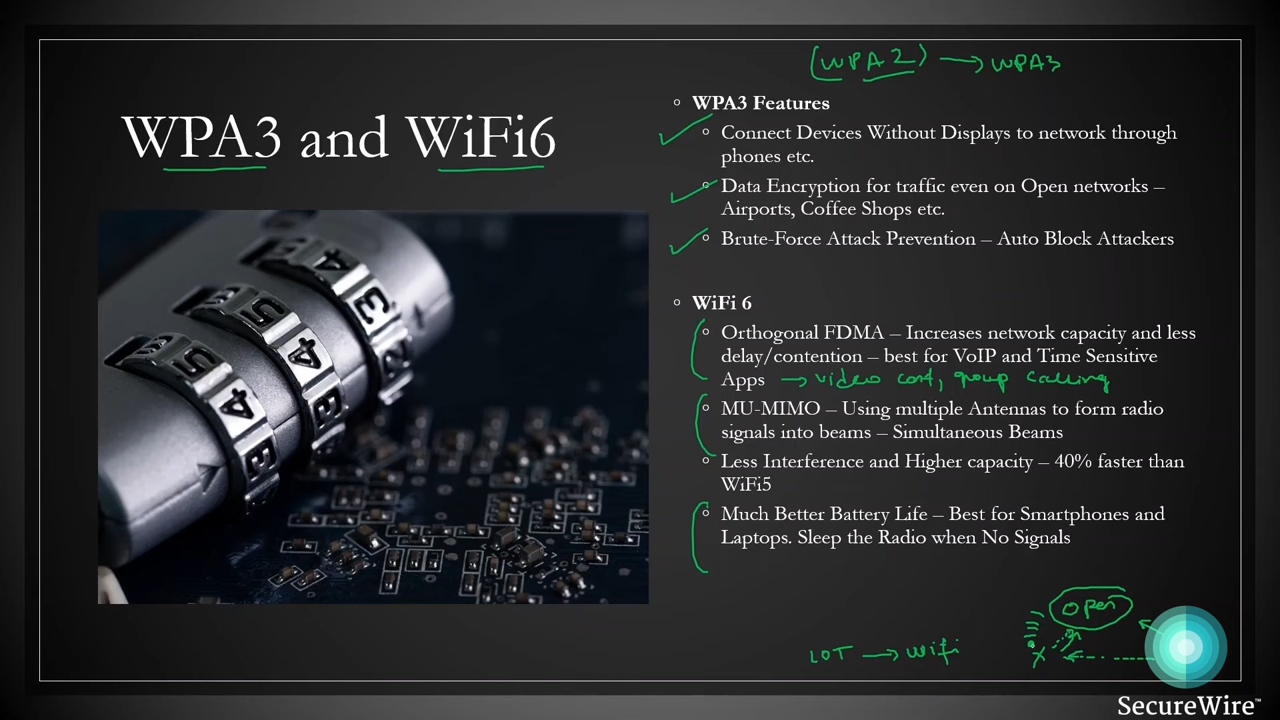 (WPA2) → WPA3
WPA3 and WiFi6
○ WPA3 Features
○ Connect Devices Without Displays to network through
phones etc.
○ Data Encryption for traffic even on Open networks –
Airports, Coffee Shops etc.
○ Brute-Force Attack Prevention – Auto Block Attackers
○ WiFi 6
○ Orthogonal FDMA – Increases network capacity and less
delay/contention – best for VoIP and Time Sensitive
Apps → video conf, group calling
○ MU-MIMO – Using multiple Antennas to form radio
signals into beams – Simultaneous Beams
○ Less Interference and Higher capacity – 40% faster than
WiFi5
○ Much Better Battery Life – Best for Smartphones and
Laptops. Sleep the Radio when No Signals
open
IOT → Wifi
SecureWire™